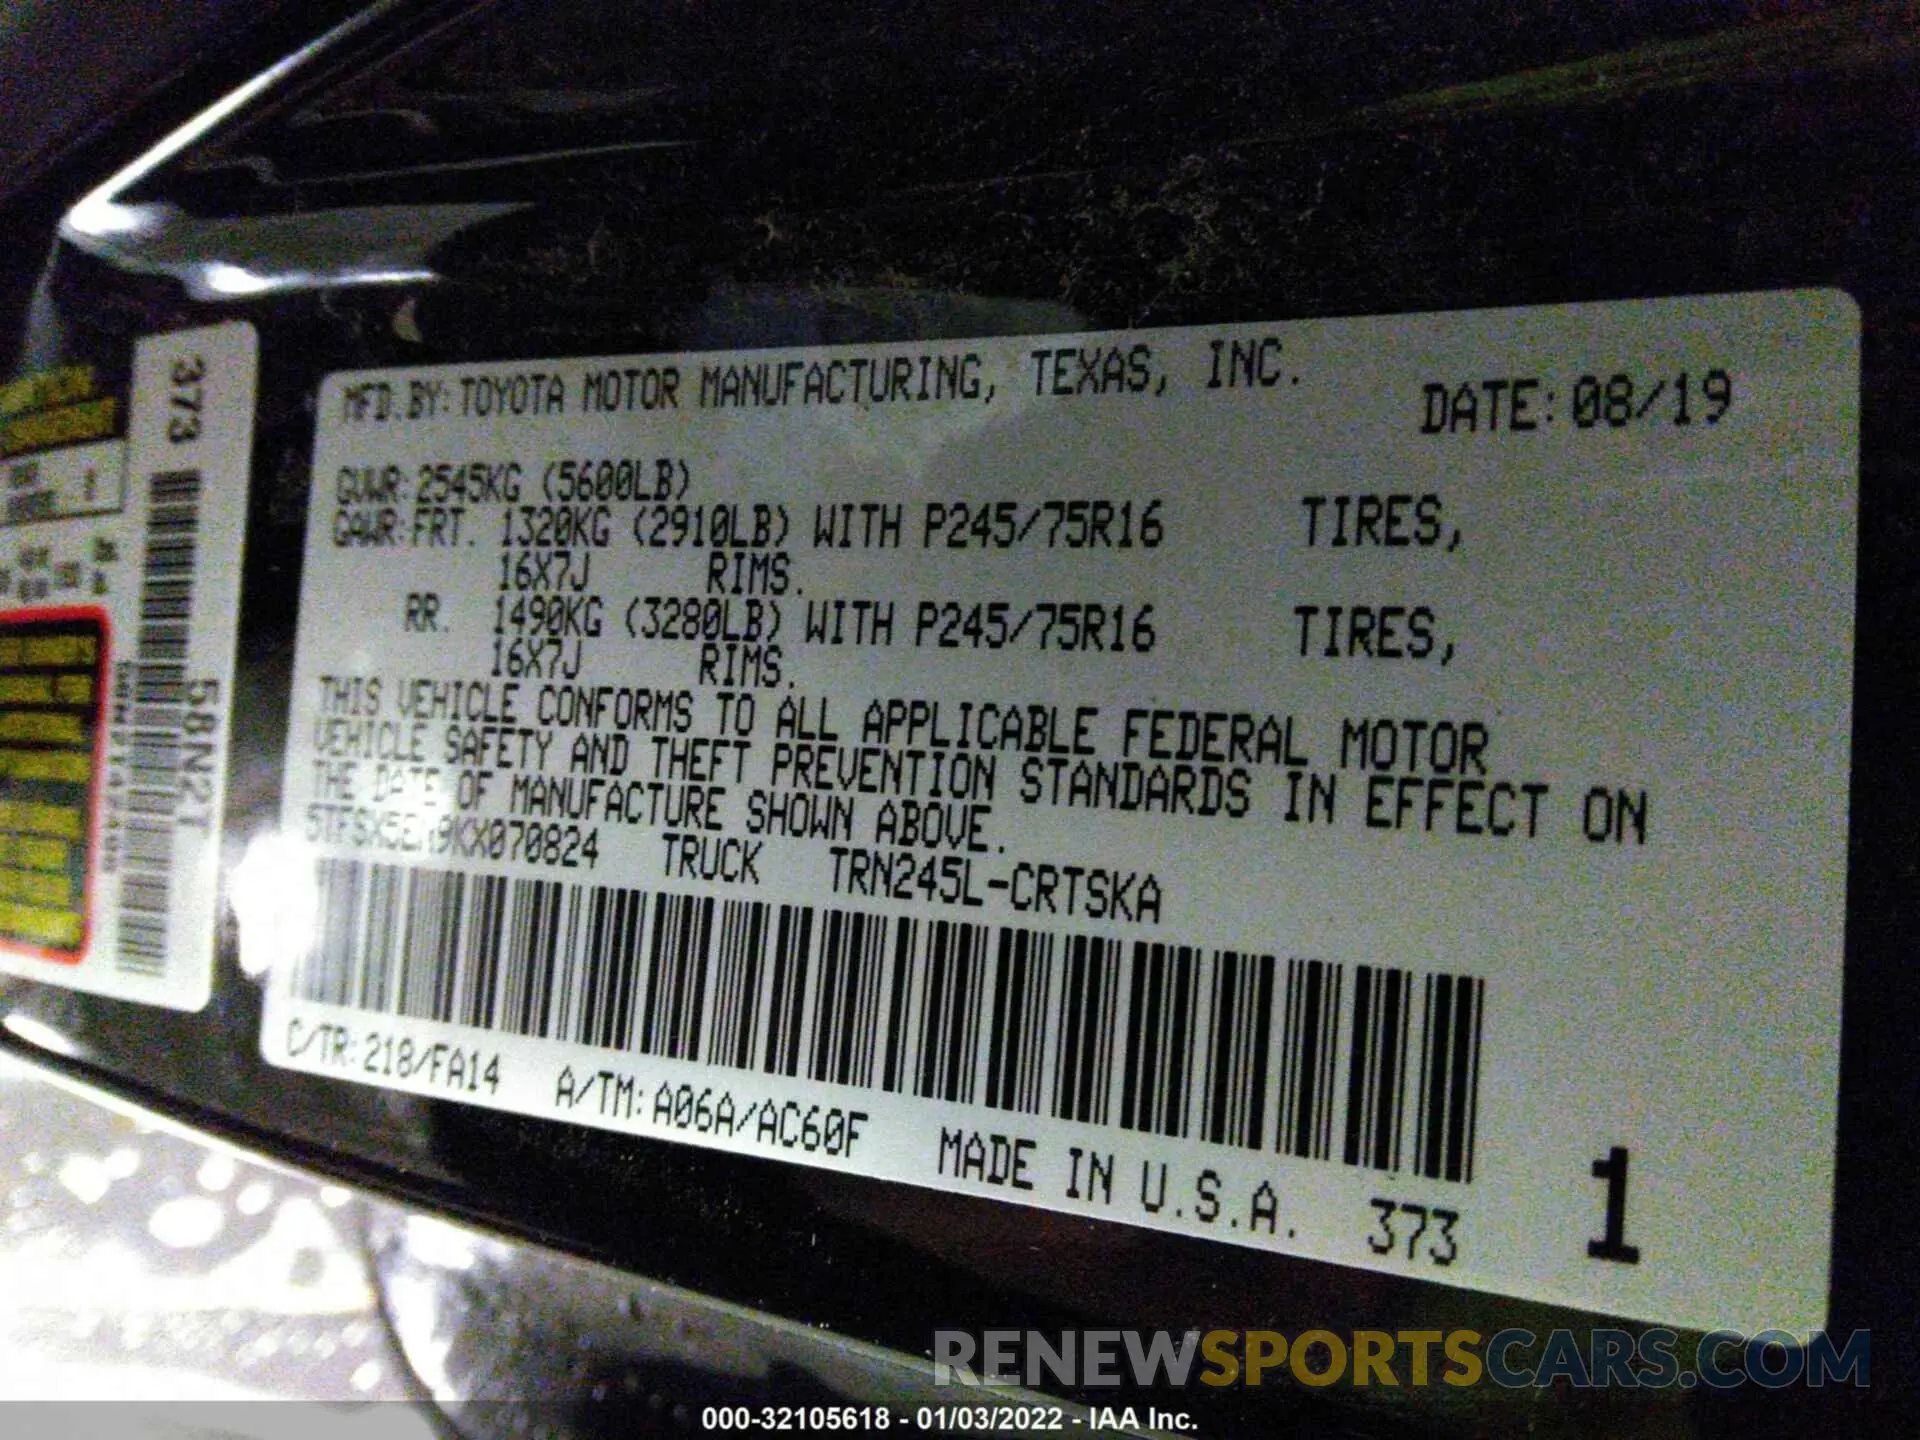 MFD. BY: TOYOTA MOTOR MANUFACTURING, TEXAS, INC.
DATE: 08/19
GVWR: 2545KG (5600LB)
GAWR: FRT. 1320KG (2910LB) WITH P245/75R16 TIRES,
16X7J RIMS.
RR. 1490KG (3280LB) WITH P245/75R16 TIRES,
16X7J RIMS.
THIS VEHICLE CONFORMS TO ALL APPLICABLE FEDERAL MOTOR
VEHICLE SAFETY AND THEFT PREVENTION STANDARDS IN EFFECT ON
THE DATE OF MANUFACTURE SHOWN ABOVE.
TRUCK TRN245L-CRTSKA
C/TR: 218/FA14 A/TM: A06A/AC60F MADE IN U.S.A. 373
1
373
58N2T
RENEWSPORTSCARS.COM
000-32105618 - 01/03/2022 - IAA Inc.